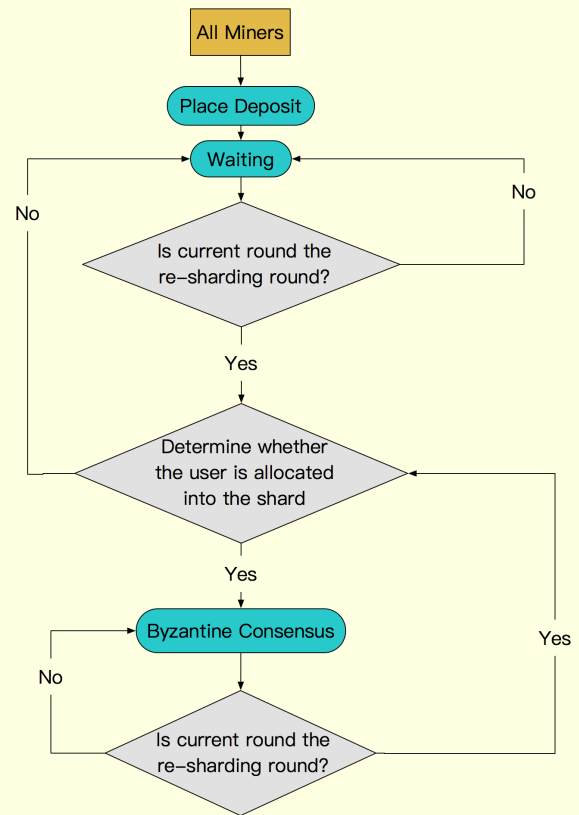 All Miners
Place Deposit
Waiting
No
No
Is current round the
re-sharding round?
Yes
Determine whether
the user is allocated
into the shard
Yes
Byzantine Consensus
Yes
No
Is current round the
re-sharding round?